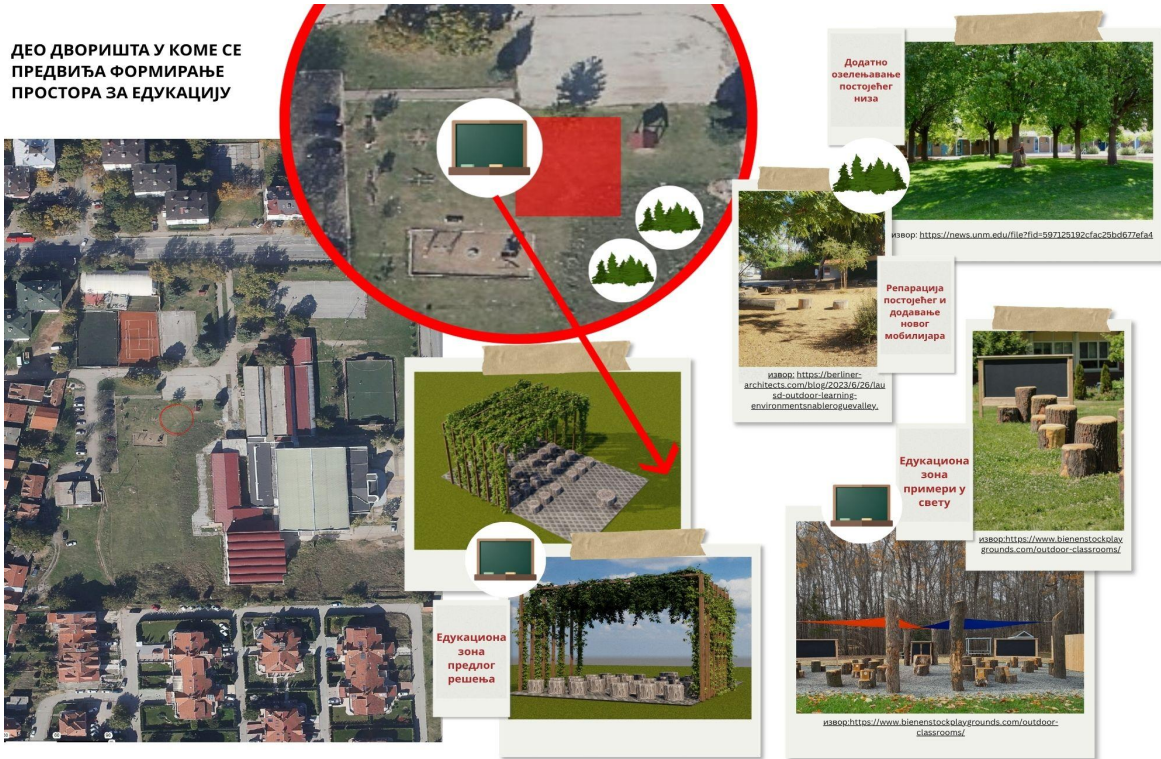 ДЕО ДВОРИШТА У КОМЕ СЕ
ПРЕДВИЂА ФОРМИРАЊЕ
ПРОСТОРА ЗА ЕДУКАЦИЈУ
Додатно
озелењавање
постојећег
низа
извор: https://news.unm.edu/file?fid=597125192cfac25bd677efa4
Репарација
постојећег и
додавање
новог
мобилијара
извор: https://berliner-
architects.com/blog/2023/6/26/lau
sd-outdoor-learning-
environmentsnableroguevalley.
Едукациона
зона
примери у
свету
извор:https://www.bienenstockplay
grounds.com/outdoor-classrooms/
Едукациона
зона
предлог
решења
извор:https://www.bienenstockplaygrounds.com/outdoor-
classrooms/